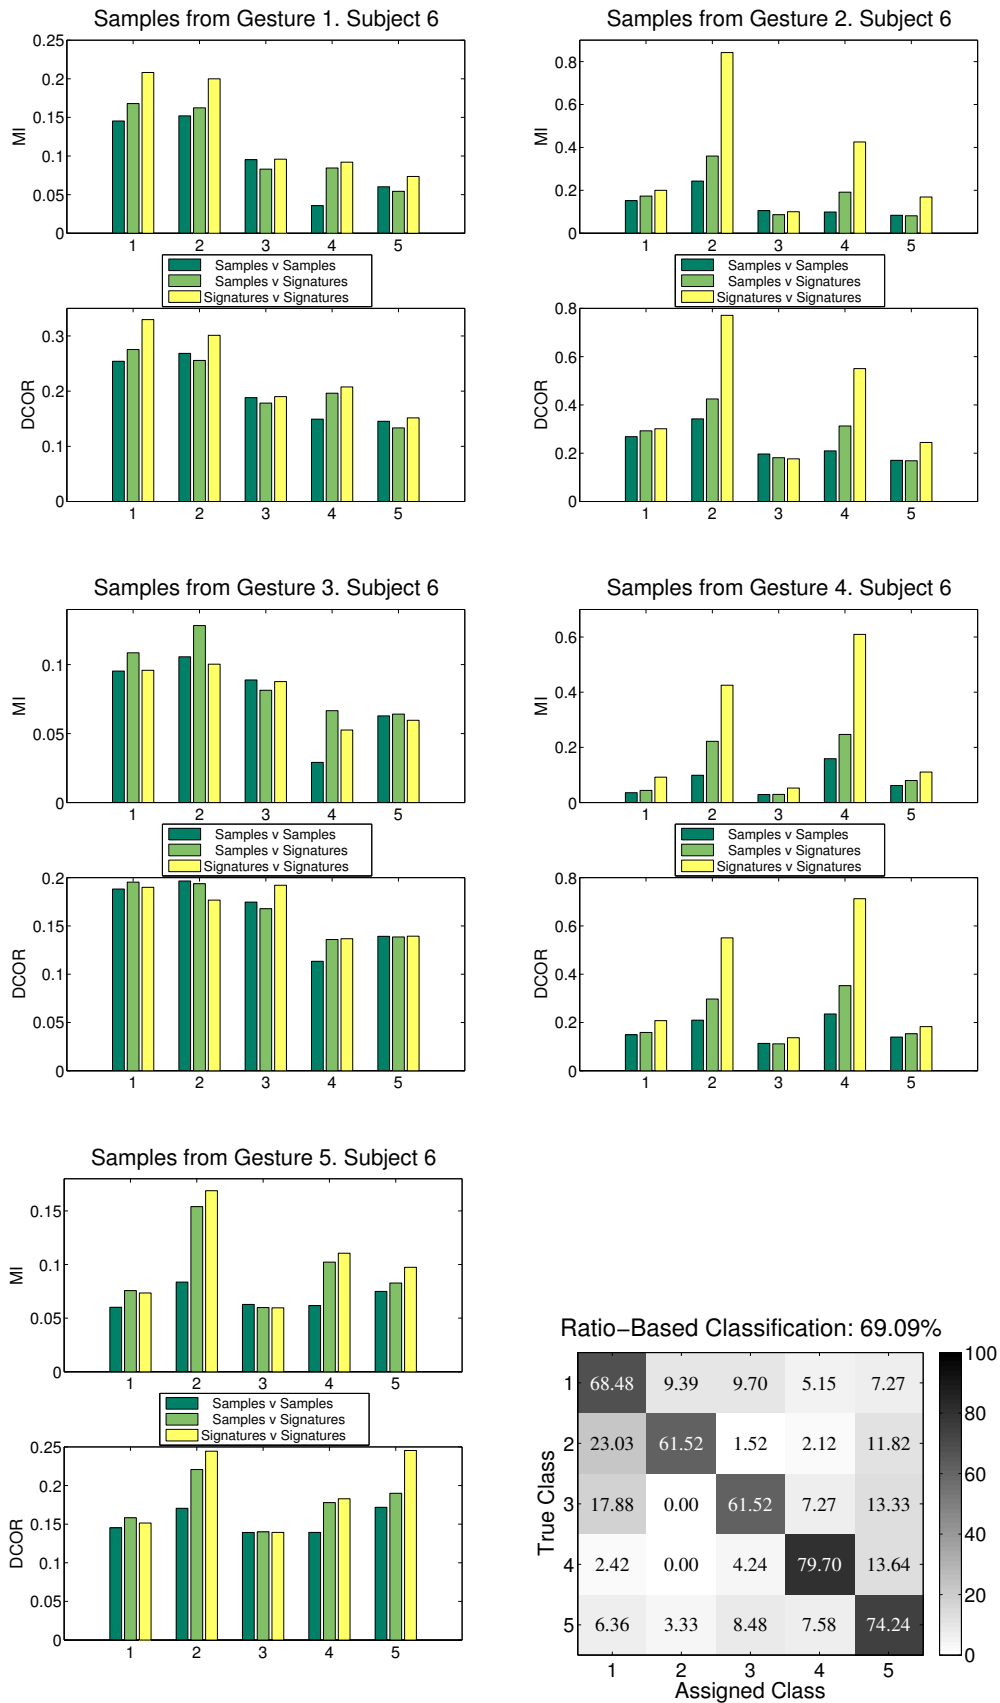 Samples from Gesture 1. Subject 6
0.25
0.2
0.15
0.1
0.05
0
MI
1 2 3 4 5
Samples v Samples
Samples v Signatures
Signatures v Signatures
0.3
0.2
0.1
0
DCOR
1 2 3 4 5
Samples from Gesture 2. Subject 6
0.8
0.6
0.4
0.2
0
MI
1 2 3 4 5
Samples v Samples
Samples v Signatures
Signatures v Signatures
0.8
0.6
0.4
0.2
0
DCOR
1 2 3 4 5
Samples from Gesture 3. Subject 6
0.1
0.05
0
MI
1 2 3 4 5
Samples v Samples
Samples v Signatures
Signatures v Signatures
0.2
0.15
0.1
0.05
0
DCOR
1 2 3 4 5
Samples from Gesture 4. Subject 6
0.6
0.4
0.2
0
MI
1 2 3 4 5
Samples v Samples
Samples v Signatures
Signatures v Signatures
0.8
0.6
0.4
0.2
0
DCOR
1 2 3 4 5
Samples from Gesture 5. Subject 6
0.15
0.1
0.05
0
MI
1 2 3 4 5
Samples v Samples
Samples v Signatures
Signatures v Signatures
0.25
0.2
0.15
0.1
0.05
0
DCOR
1 2 3 4 5
Ratio−Based Classification: 69.09%
1 68.48 9.39 9.70 5.15 7.27
2 23.03 61.52 1.52 2.12 11.82
3 17.88 0.00 61.52 7.27 13.33
4 2.42 0.00 4.24 79.70 13.64
5 6.36 3.33 8.48 7.58 74.24
True Class
1 2 3 4 5
Assigned Class
100
80
60
40
20
0